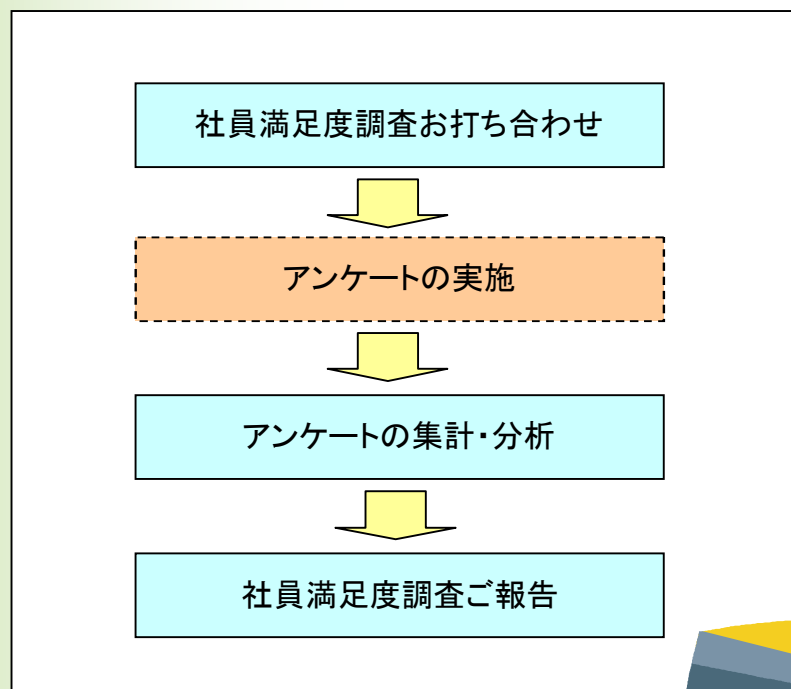 社員満足度調査お打ち合わせ
アンケートの実施
アンケートの集計・分析
社員満足度調査ご報告